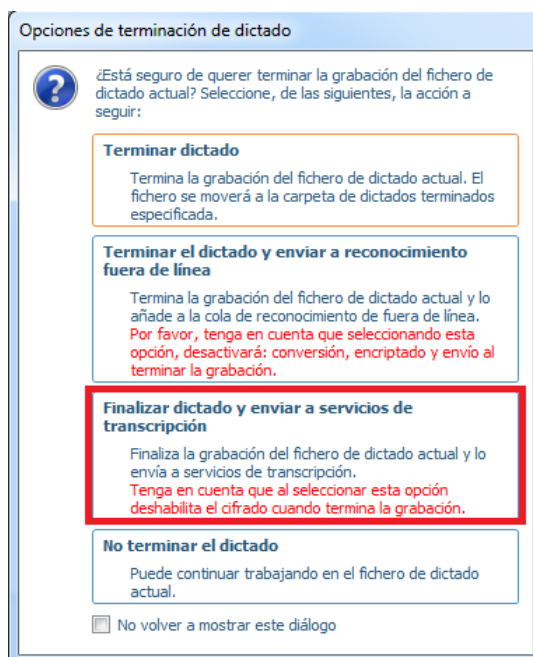 Opciones de terminación de dictado
¿Está seguro de querer terminar la grabación del fichero de
dictado actual? Seleccione, de las siguientes, la acción a
seguir:
Terminar dictado
Termina la grabación del fichero de dictado actual. El
fichero se moverá a la carpeta de dictados terminados
especificada.
Terminar el dictado y enviar a reconocimiento
fuera de línea
Termina la grabación del fichero de dictado actual y lo
añade a la cola de reconocimiento de fuera de línea.
Por favor, tenga en cuenta que seleccionando esta
opción, desactivará: conversión, encriptado y envío al
terminar la grabación.
Finalizar dictado y enviar a servicios de
transcripción
Finaliza la grabación del fichero de dictado actual y lo
envía a servicios de transcripción.
Tenga en cuenta que al seleccionar esta opción
deshabilita el cifrado cuando termina la grabación.
No terminar el dictado
Puede continuar trabajando en el fichero de dictado
actual.
No volver a mostrar este diálogo